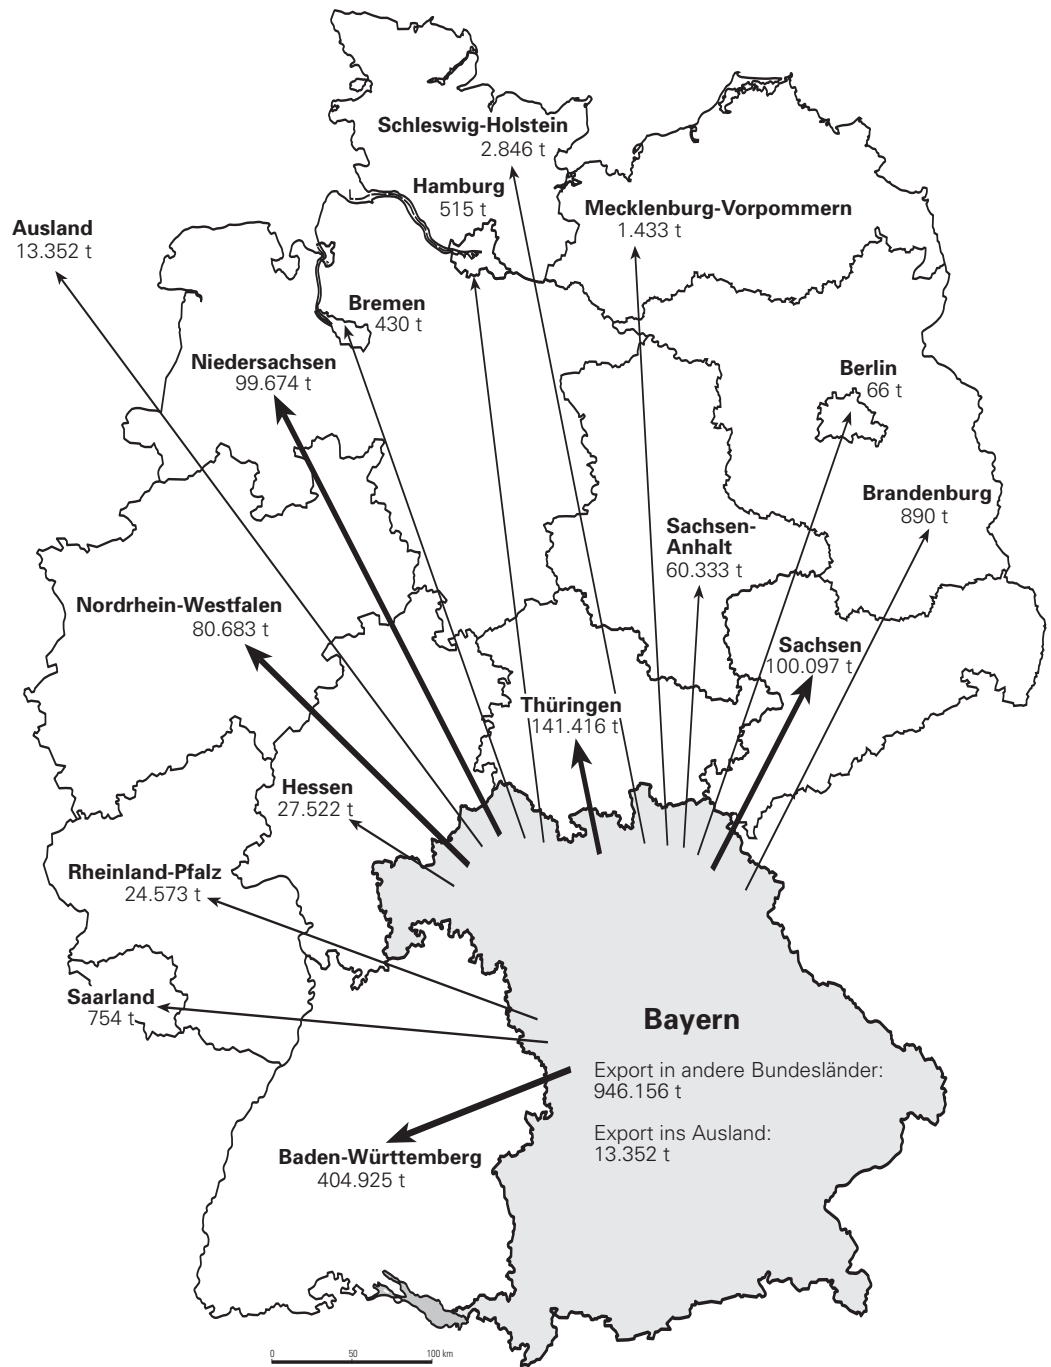 Schleswig-Holstein
2.846 t
Hamburg
515 t
Mecklenburg-Vorpommern
1.433 t
Ausland
13.352 t
Bremen
430 t
Niedersachsen
99.674 t
Berlin
66 t
Brandenburg
890 t
Sachsen-
Anhalt
60.333 t
Nordrhein-Westfalen
80.683 t
Sachsen
100.097 t
Thüringen
141.416 t
Hessen
27.522 t
Rheinland-Pfalz
24.573 t
Saarland
754 t
Bayern
Export in andere Bundesländer:
946.156 t
Export ins Ausland:
13.352 t
Baden-Württemberg
404.925 t
0 50 100 km